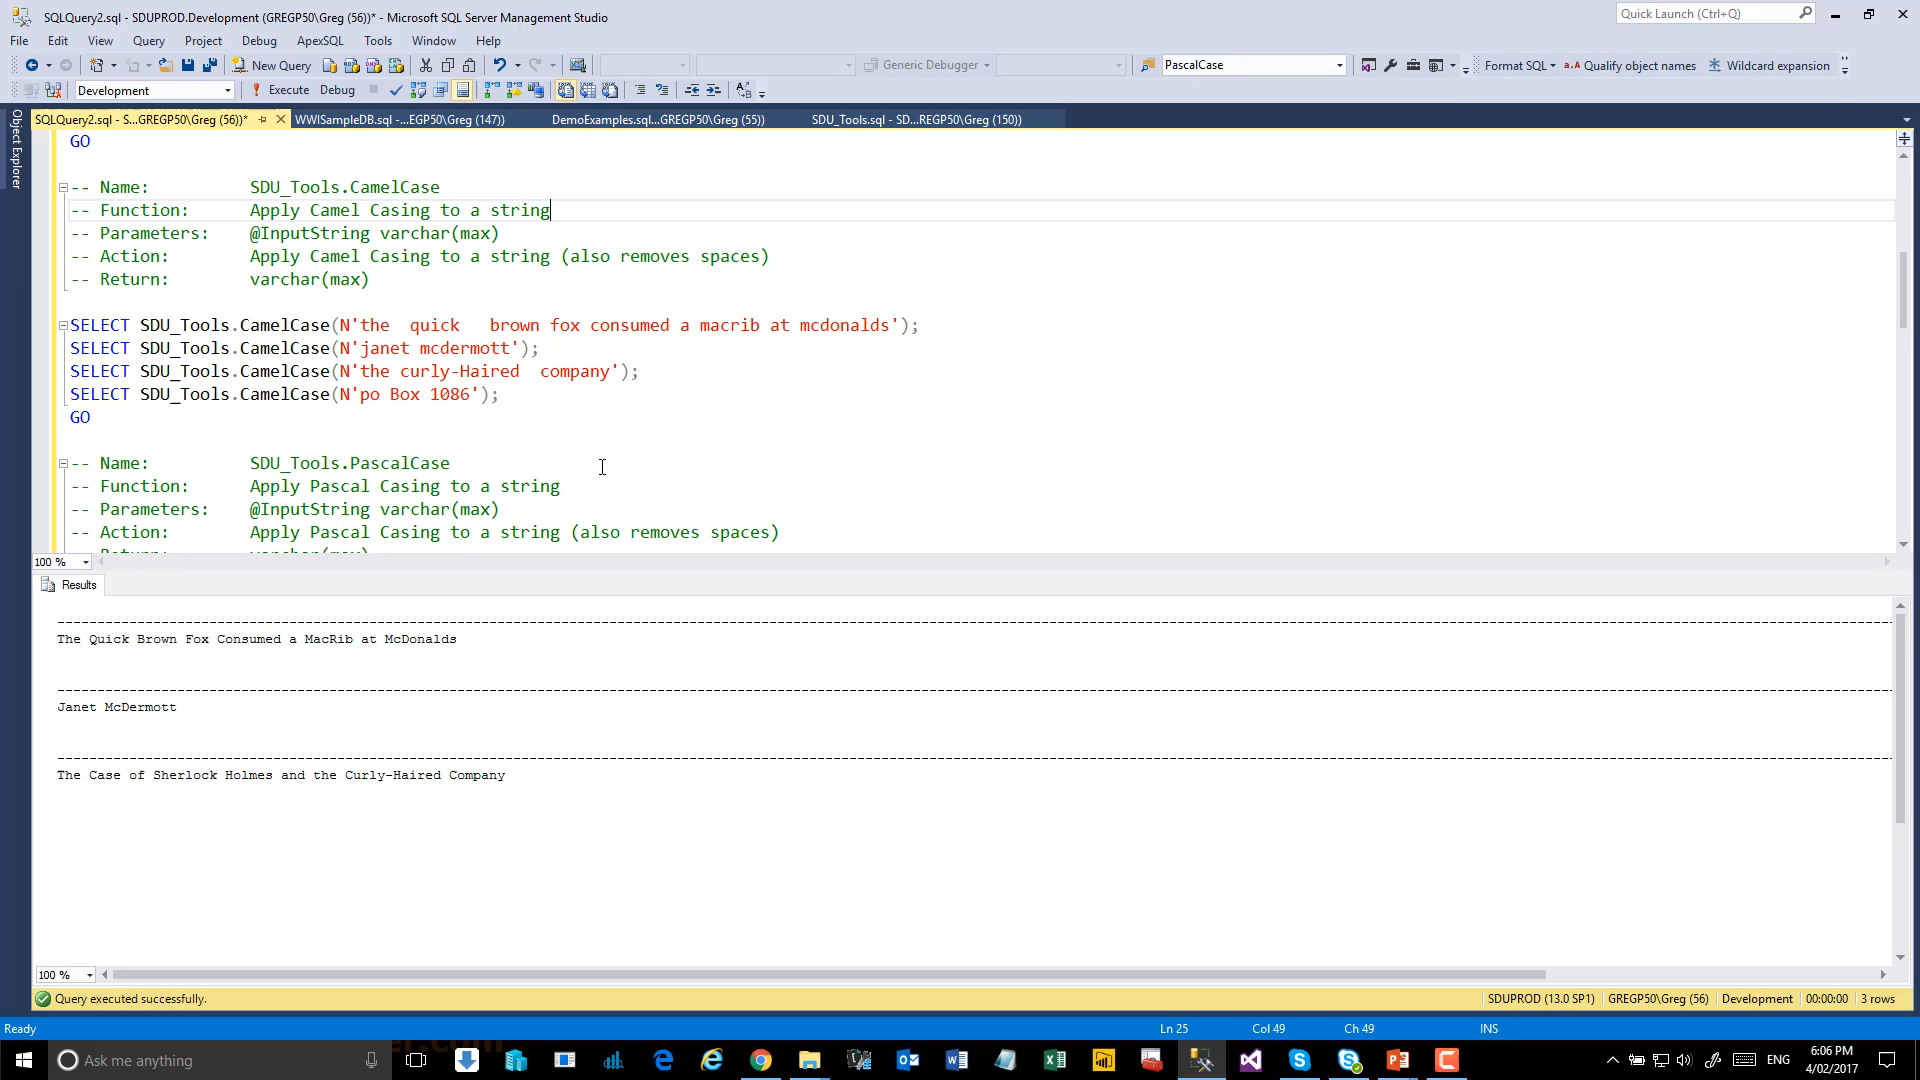 SQLQuery2.sql - SDUPROD.Development (GREGP50\Greg (56))* - Microsoft SQL Server Management Studio
Quick Launch (Ctrl+Q)
File Edit View Query Project Debug ApexSQL Tools Window Help
New Query Generic Debugger PascalCase Format SQL a.A Qualify object names Wildcard expansion
Development Execute Debug
SQLQuery2.sql - S...GREGP50\Greg (56))* WWISampleDB.sql -...EGP50\Greg (147)) DemoExamples.sql...GREGP50\Greg (55)) SDU_Tools.sql - SD...REGP50\Greg (150))
Object Explorer
GO
-- Name: SDU_Tools.CamelCase
-- Function: Apply Camel Casing to a string
-- Parameters: @InputString varchar(max)
-- Action: Apply Camel Casing to a string (also removes spaces)
-- Return: varchar(max)
SELECT SDU_Tools.CamelCase(N'the  quick   brown fox consumed a macrib at mcdonalds');
SELECT SDU_Tools.CamelCase(N'janet mcdermott');
SELECT SDU_Tools.CamelCase(N'the curly-Haired  company');
SELECT SDU_Tools.CamelCase(N'po Box 1086');
GO
-- Name: SDU_Tools.PascalCase
-- Function: Apply Pascal Casing to a string
-- Parameters: @InputString varchar(max)
-- Action: Apply Pascal Casing to a string (also removes spaces)
-- Return: varchar(max)
100 %
Results
The Quick Brown Fox Consumed a MacRib at McDonalds
Janet McDermott
The Case of Sherlock Holmes and the Curly-Haired Company
100 %
Query executed successfully. SDUPROD (13.0 SP1) GREGP50\Greg (56) Development 00:00:00 3 rows
Ready Ln 25 Col 49 Ch 49 INS
Ask me anything ENG 6:06 PM
4/02/2017